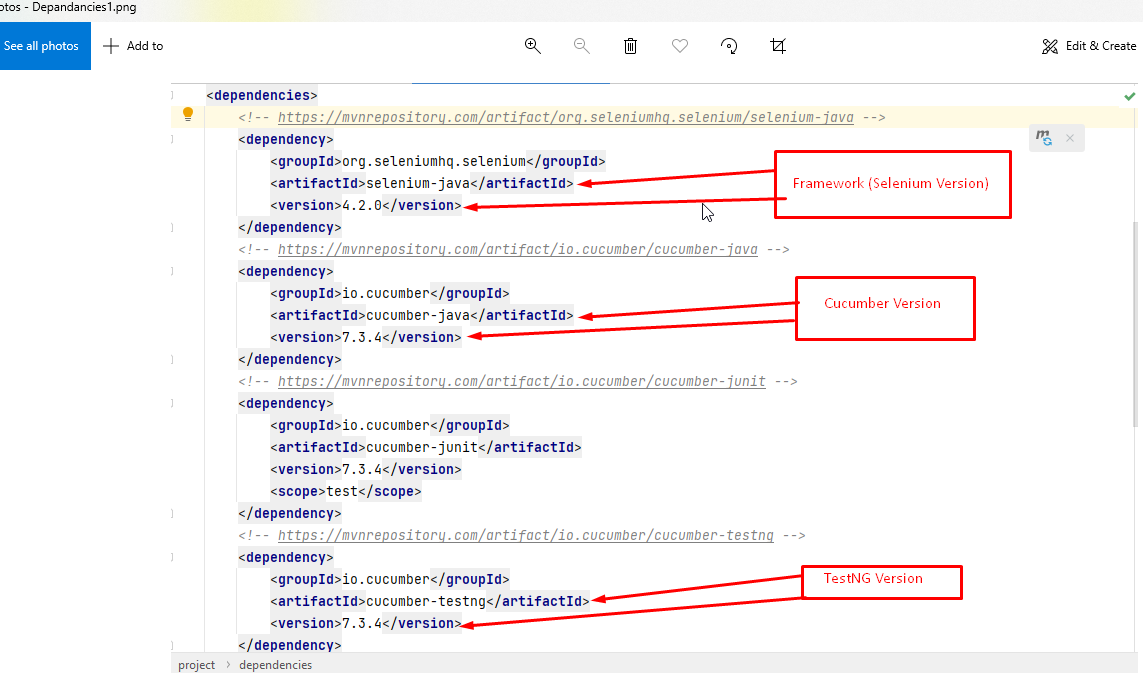 otos - Depandancies1.png
See all photos
Add to
Edit & Create
<dependencies>
<!-- https://mvnrepository.com/artifact/org.seleniumhq.selenium/selenium-java -->
<dependency>
<groupId>org.seleniumhq.selenium</groupId>
<artifactId>selenium-java</artifactId>
Framework (Selenium Version)
<version>4.2.0</version>
</dependency>
<!-- https://mvnrepository.com/artifact/io.cucumber/cucumber-java -->
<dependency>
<groupId>io.cucumber</groupId>
Cucumber Version
<artifactId>cucumber-java</artifactId>
<version>7.3.4</version>
</dependency>
<!-- https://mvnrepository.com/artifact/io.cucumber/cucumber-junit -->
<dependency>
<groupId>io.cucumber</groupId>
<artifactId>cucumber-junit</artifactId>
<version>7.3.4</version>
<scope>test</scope>
</dependency>
<!-- https://mvnrepository.com/artifact/io.cucumber/cucumber-testng -->
<dependency>
<groupId>io.cucumber</groupId>
TestNG Version
<artifactId>cucumber-testng</artifactId>
<version>7.3.4</version>
</dependency>
project > dependencies